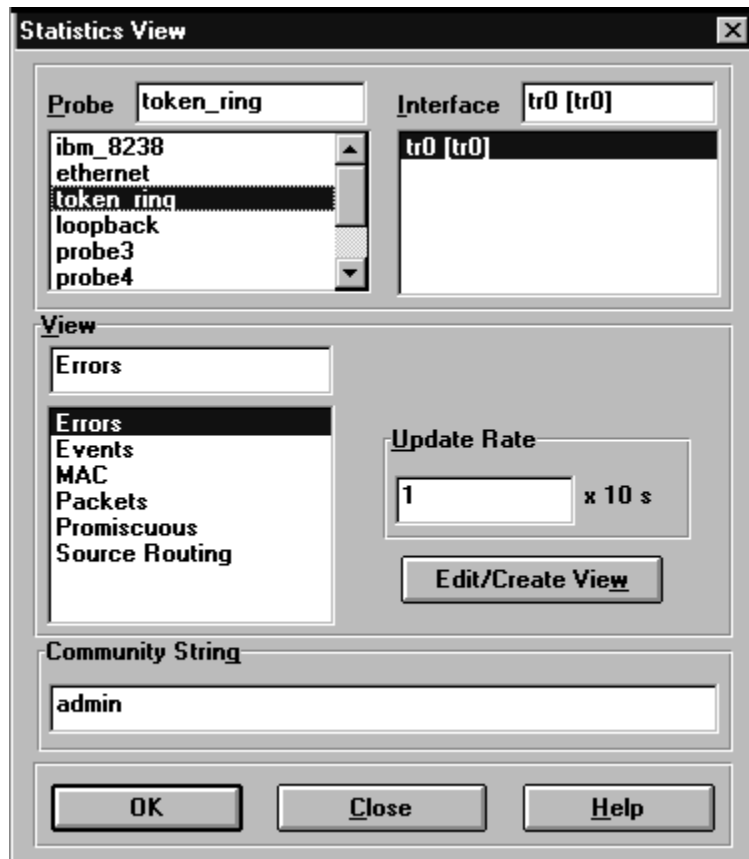 Statistics View
Probe token_ring
ibm_8238
ethernet
token_ring
loopback
probe3
probe4
Interface tr0 [tr0]
tr0 [tr0]
View
Errors
Errors
Events
MAC
Packets
Promiscuous
Source Routing
Update Rate
1 x 10 s
Edit/Create View
Community String
admin
OK Close Help